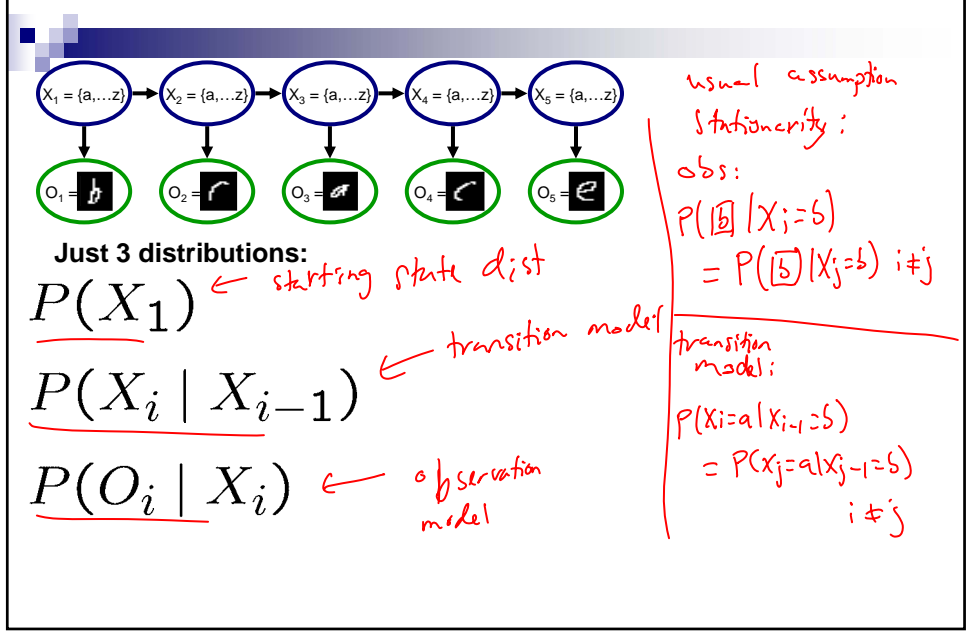 X₁ = {a,…z} X₂ = {a,…z} X₃ = {a,…z} X₄ = {a,…z} X₅ = {a,…z}
O₁ = b O₂ = r O₃ = a O₄ = c O₅ = e
Just 3 distributions:
P(X₁) ← starting state dist
P(Xᵢ | Xᵢ₋₁) ← transition model
P(Oᵢ | Xᵢ) ← observation
model
usual assumption
Stationarity:
obs:
P(b | Xᵢ=b)
= P(b | Xⱼ=b) i≠j
transition
model:
P(Xᵢ=a | Xᵢ₋₁=b)
= P(Xⱼ=a | Xⱼ₋₁=b)
i≠j